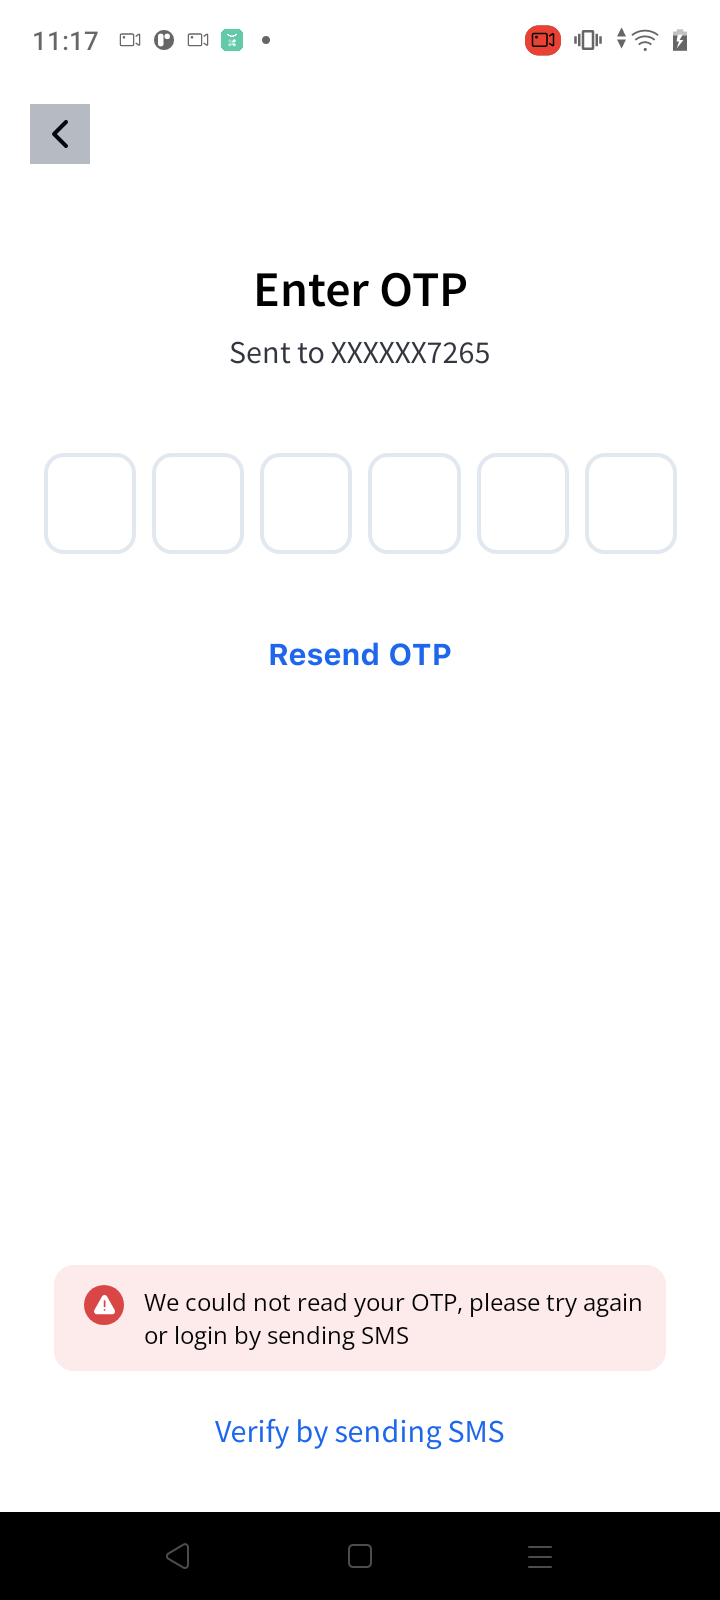 11:17
Enter OTP
Sent to XXXXXX7265
Resend OTP
We could not read your OTP, please try again
or login by sending SMS
Verify by sending SMS